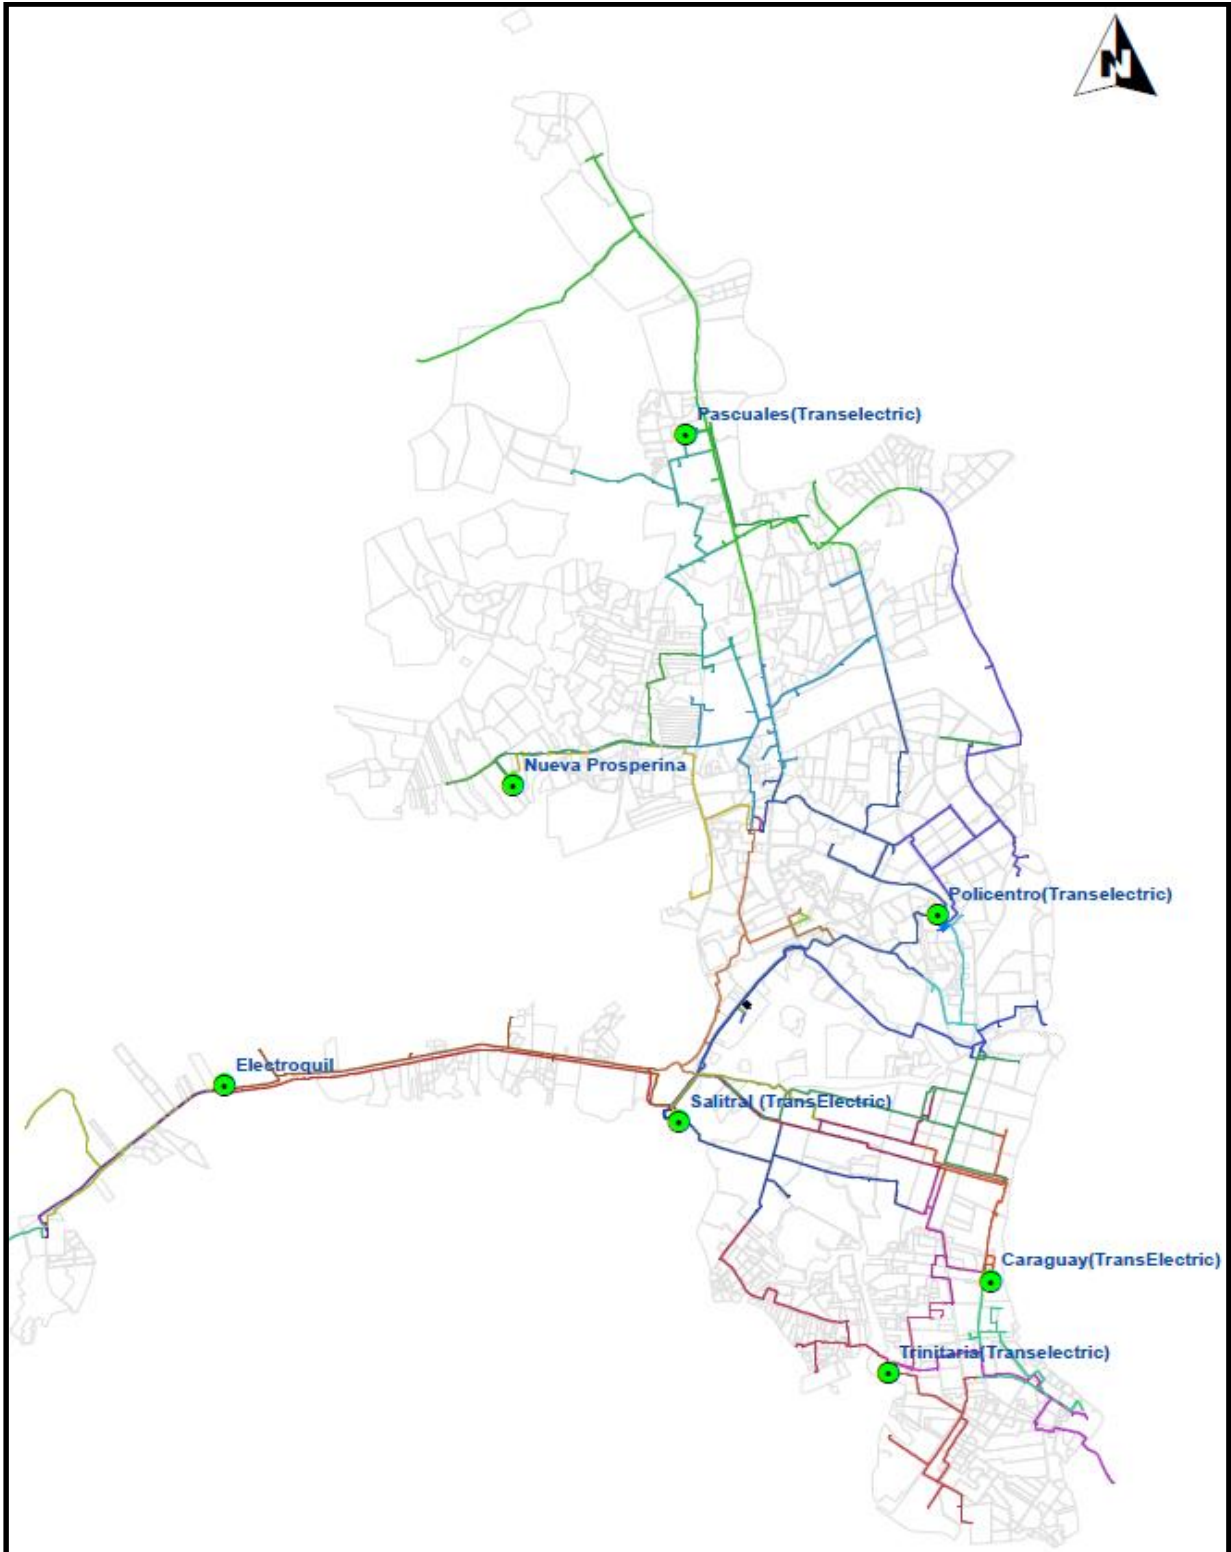 N
Pascuales(Transelectric)
Nueva Prosperina
Policentro(Transelectric)
Electroquil
Salitral (TransElectric)
Caraguay(TransElectric)
Trinitaria(Transelectric)